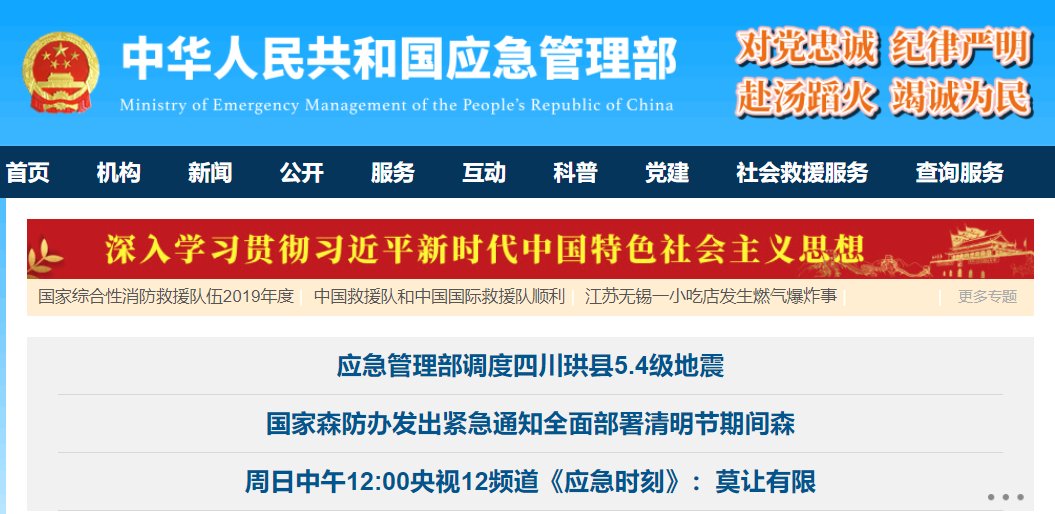 中华人民共和国应急管理部
Ministry of Emergency Management of the People's Republic of China
对党忠诚 纪律严明
赴汤蹈火 竭诚为民
首页 机构 新闻 公开 服务 互动 科普 党建 社会救援服务 查询服务
深入学习贯彻习近平新时代中国特色社会主义思想
国家综合性消防救援队伍2019年度 中国救援队和中国国际救援队顺利 江苏无锡一小吃店发生燃气爆炸事 更多专题
应急管理部调度四川珙县5.4级地震
国家森防办发出紧急通知全面部署清明节期间森
周日中午12:00央视12频道《应急时刻》：莫让有限